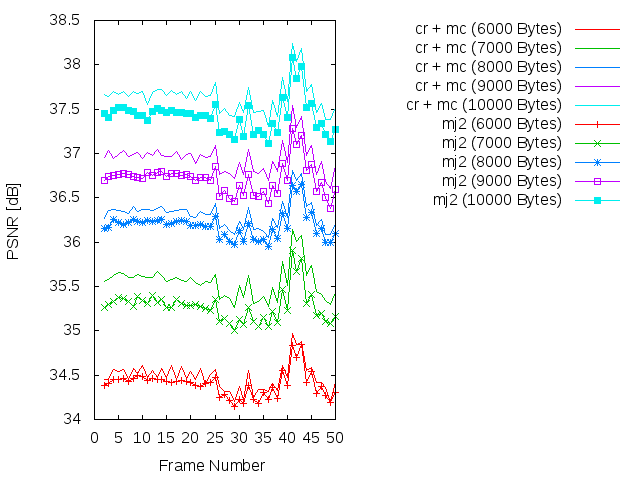 38.5
38
37.5
37
36.5
36
35.5
35
34.5
34
PSNR [dB]
0 5 10 15 20 25 30 35 40 45 50
Frame Number
cr + mc (6000 Bytes)
cr + mc (7000 Bytes)
cr + mc (8000 Bytes)
cr + mc (9000 Bytes)
cr + mc (10000 Bytes)
mj2 (6000 Bytes)
mj2 (7000 Bytes)
mj2 (8000 Bytes)
mj2 (9000 Bytes)
mj2 (10000 Bytes)